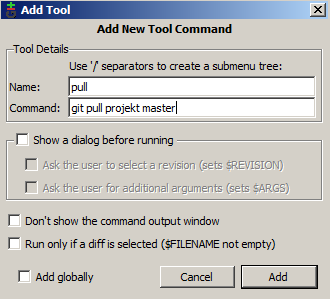 Add Tool
Add New Tool Command
Tool Details
Use '/' separators to create a submenu tree:
Name: pull
Command: git pull projekt master
Show a dialog before running
Ask the user to select a revision (sets $REVISION)
Ask the user for additional arguments (sets $ARGS)
Don't show the command output window
Run only if a diff is selected ($FILENAME not empty)
Add globally Cancel Add